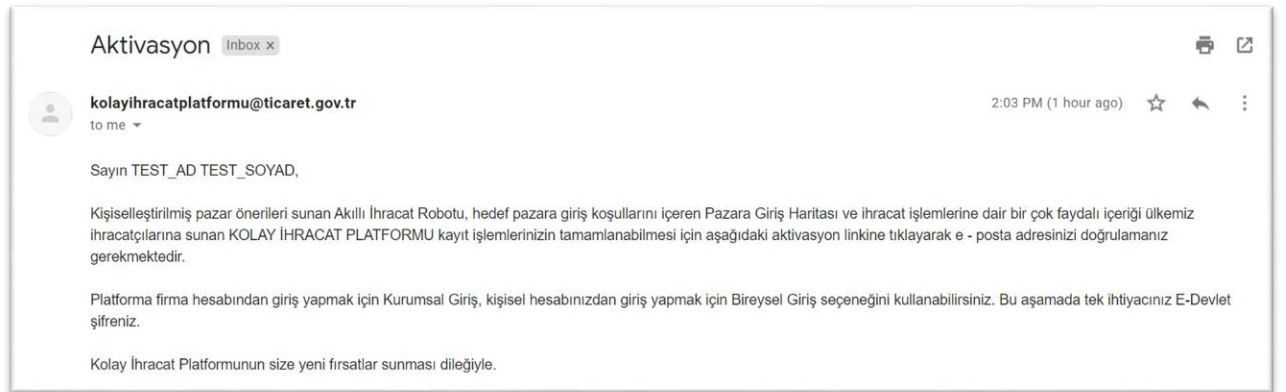 Aktivasyon Inbox x
kolayihracatplatformu@ticaret.gov.tr 2:03 PM (1 hour ago)
to me
Sayın TEST_AD TEST_SOYAD,
Kişiselleştirilmiş pazar önerileri sunan Akıllı İhracat Robotu, hedef pazara giriş koşullarını içeren Pazara Giriş Haritası ve ihracat işlemlerine dair bir çok faydalı içeriği ülkemiz
ihracatçılarına sunan KOLAY İHRACAT PLATFORMU kayıt işlemlerinizin tamamlanabilmesi için aşağıdaki aktivasyon linkine tıklayarak e - posta adresinizi doğrulamanız
gerekmektedir.
Platforma firma hesabından giriş yapmak için Kurumsal Giriş, kişisel hesabınızdan giriş yapmak için Bireysel Giriş seçeneğini kullanabilirsiniz. Bu aşamada tek ihtiyacınız E-Devlet
şifreniz.
Kolay İhracat Platformunun size yeni fırsatlar sunması dileğiyle.